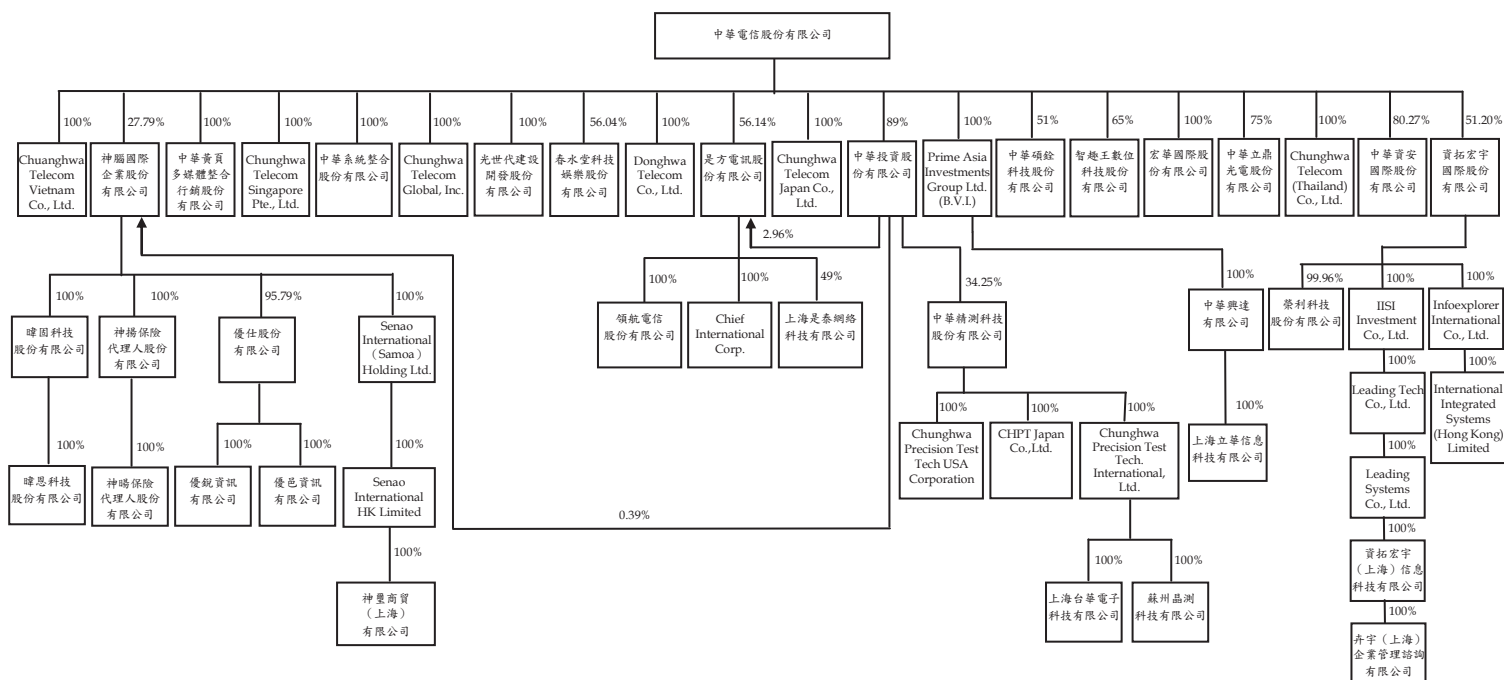 中華電信股份有限公司
100%
27.79%
100%
100%
100%
100%
100%
56.04%
100%
56.14%
100%
89%
100%
51%
65%
100%
75%
100%
80.27%
51.20%
Chuanghwa
Telecom
Vietnam
Co., Ltd.
神腦國際
企業股份
有限公司
中華黃頁
多媒體整合
行銷股份
有限公司
Chunghwa
Telecom
Singapore
Pte., Ltd.
中華系統整合
股份有限公司
Chunghwa
Telecom
Global, Inc.
光世代建設
開發股份
有限公司
春水堂科技
娛樂股份
有限公司
Donghwa
Telecom
Co., Ltd.
是方電訊股
份有限公司
Chunghwa
Telecom
Japan Co.,
Ltd.
中華投資股
份有限公司
Prime Asia
Investments
Group Ltd.
(B.V.I.)
中華碩銓
科技股份
有限公司
智趣王數位
科技股份
有限公司
宏華國際股
份有限公司
中華立鼎
光電股份
有限公司
Chunghwa
Telecom
(Thailand)
Co., Ltd.
中華資安
國際股份
有限公司
資拓宏宇
國際股份
有限公司
2.96%
100%
100%
95.79%
100%
100%
100%
49%
34.25%
100%
99.96%
100%
100%
暐因科技
股份有限公司
神揚保險
代理人股份
有限公司
優仕股份
有限公司
Senao
International
（Samoa）
Holding Ltd.
領航電信
股份有限公司
Chief
International
Corp.
上海是泰網絡
科技有限公司
中華精測科技
股份有限公司
中華興達
有限公司
榮利科技
股份有限公司
IISI
Investment
Co., Ltd.
Infoexplorer
International
Co., Ltd.
100%
100%
100%
100%
100%
100%
100%
100%
100%
100%
100%
暐恩科技
股份有限公司
神暘保險
代理人股份
有限公司
優銳資訊
有限公司
優邑資訊
有限公司
Senao
International
HK Limited
Chunghwa
Precision Test
Tech USA
Corporation
CHPT Japan
Co.,Ltd.
Chunghwa
Precision Test
Tech.
International,
Ltd.
上海立華信息
科技有限公司
Leading Tech
Co., Ltd.
International
Integrated
Systems
(Hong Kong)
Limited
100%
Leading
Systems
Co., Ltd.
0.39%
100%
100%
100%
100%
神璽商貿
（上海）
有限公司
上海台華電子
科技有限公司
蘇州晶測
科技有限公司
資拓宏宇
（上海）信息
科技有限公司
100%
卉宇（上海）
企業管理諮詢
有限公司